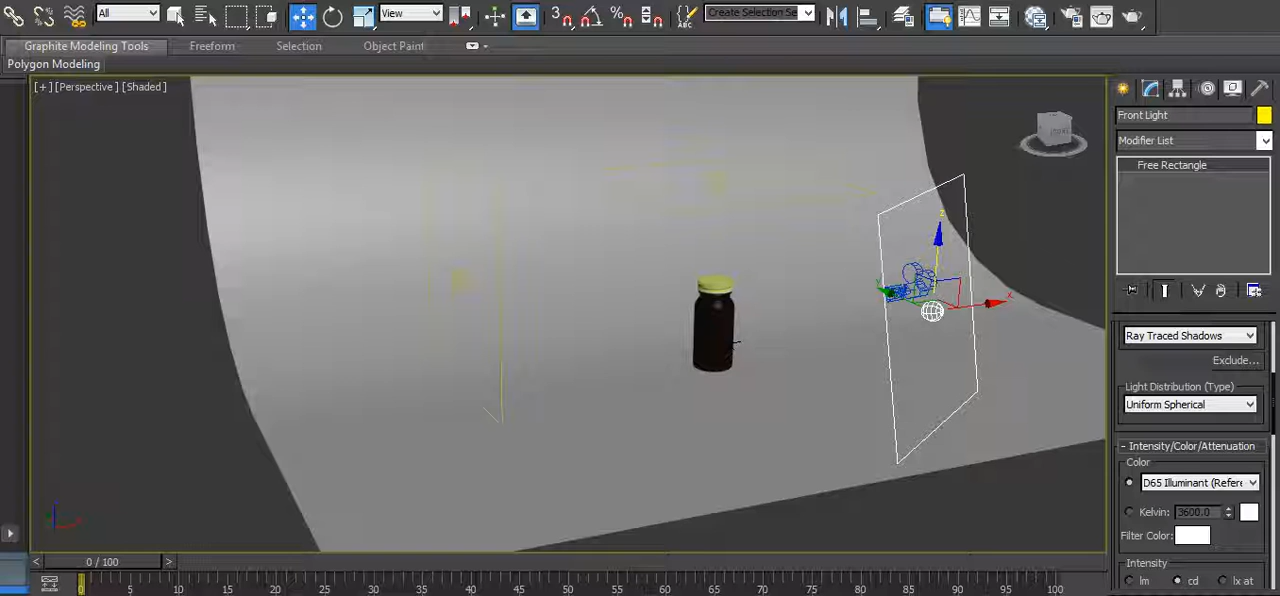 All
View
3
Create Selection Se
Graphite Modeling Tools
Freeform
Selection
Object Paint
Polygon Modeling
[+] [Perspective] [Shaded]
Front Light
Modifier List
Free Rectangle
Ray Traced Shadows
Exclude...
Light Distribution (Type)
Uniform Spherical
- Intensity/Color/Attenuation
Color
D65 Illuminant (Refere
Kelvin: 3600.0
Filter Color:
Intensity
lm cd lx at
z
x
< 0 / 100 >
0 5 10 15 20 25 30 35 40 45 50 55 60 65 70 75 80 85 90 95 100